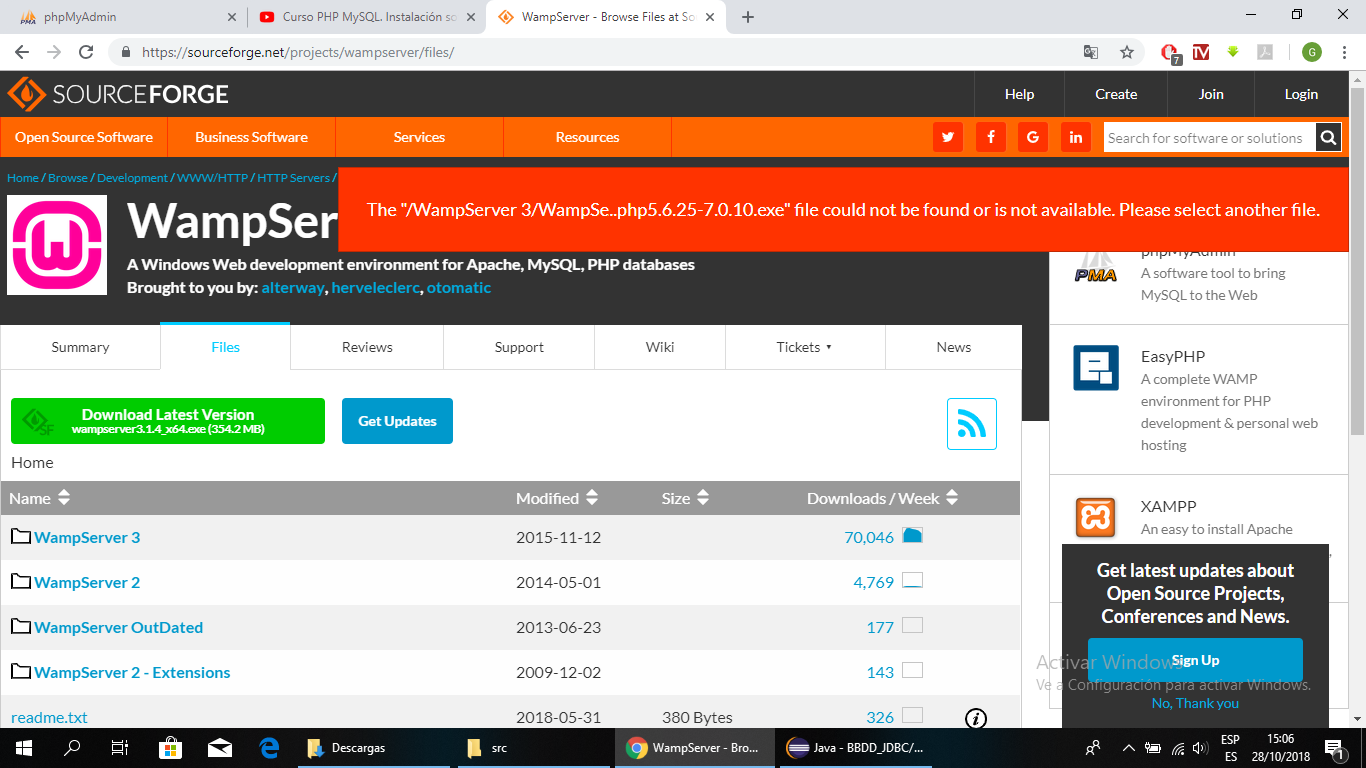 phpMyAdmin
Curso PHP MySQL. Instalación so
WampServer - Browse Files at So
https://sourceforge.net/projects/wampserver/files/
7
G
SOURCEFORGE
Help
Create
Join
Login
Open Source Software
Business Software
Services
Resources
Search for software or solutions
Home / Browse / Development / WWW/HTTP / HTTP Servers /
The "/WampServer 3/WampSe..php5.6.25-7.0.10.exe" file could not be found or is not available. Please select another file.
WampSer
A Windows Web development environment for Apache, MySQL, PHP databases
Brought to you by: alterway, herveleclerc, otomatic
phpMyAdmin
PMA
A software tool to bring
MySQL to the Web
Summary
Files
Reviews
Support
Wiki
Tickets
News
EasyPHP
A complete WAMP
environment for PHP
development & personal web
hosting
Download Latest Version
wampserver3.1.4_x64.exe (354.2 MB)
Get Updates
Home
Name
Modified
Size
Downloads / Week
WampServer 3
2015-11-12
70,046
WampServer 2
2014-05-01
4,769
WampServer OutDated
2013-06-23
177
WampServer 2 - Extensions
2009-12-02
143
readme.txt
2018-05-31
380 Bytes
326
XAMPP
An easy to install Apache
Get latest updates about
Open Source Projects,
Conferences and News.
Sign Up
No, Thank you
Activar Windows
Ve a Configuración para activar Windows.
Descargas
src
WampServer - Bro...
Java - BBDD_JDBC/...
ESP
ES
15:06
28/10/2018
1